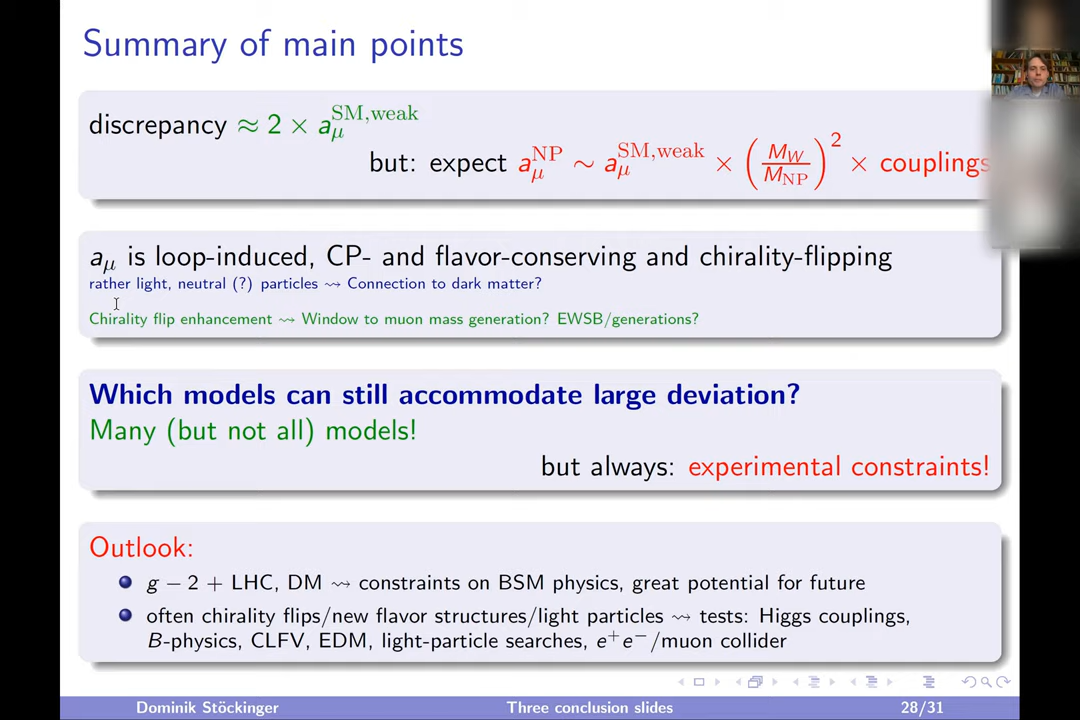 Summary of main points
discrepancy ≈ 2 × a_μ^{SM,weak}
but: expect a_μ^{NP} ∼ a_μ^{SM,weak} × (M_W / M_{NP})^2 × couplings
a_μ is loop-induced, CP- and flavor-conserving and chirality-flipping
rather light, neutral (?) particles ⇝ Connection to dark matter?
Chirality flip enhancement ⇝ Window to muon mass generation? EWSB/generations?
Which models can still accommodate large deviation?
Many (but not all) models!
but always: experimental constraints!
Outlook:
g − 2 + LHC, DM ⇝ constraints on BSM physics, great potential for future
often chirality flips/new flavor structures/light particles ⇝ tests: Higgs couplings,
B-physics, CLFV, EDM, light-particle searches, e⁺e⁻/muon collider
Dominik Stöckinger Three conclusion slides 28/31